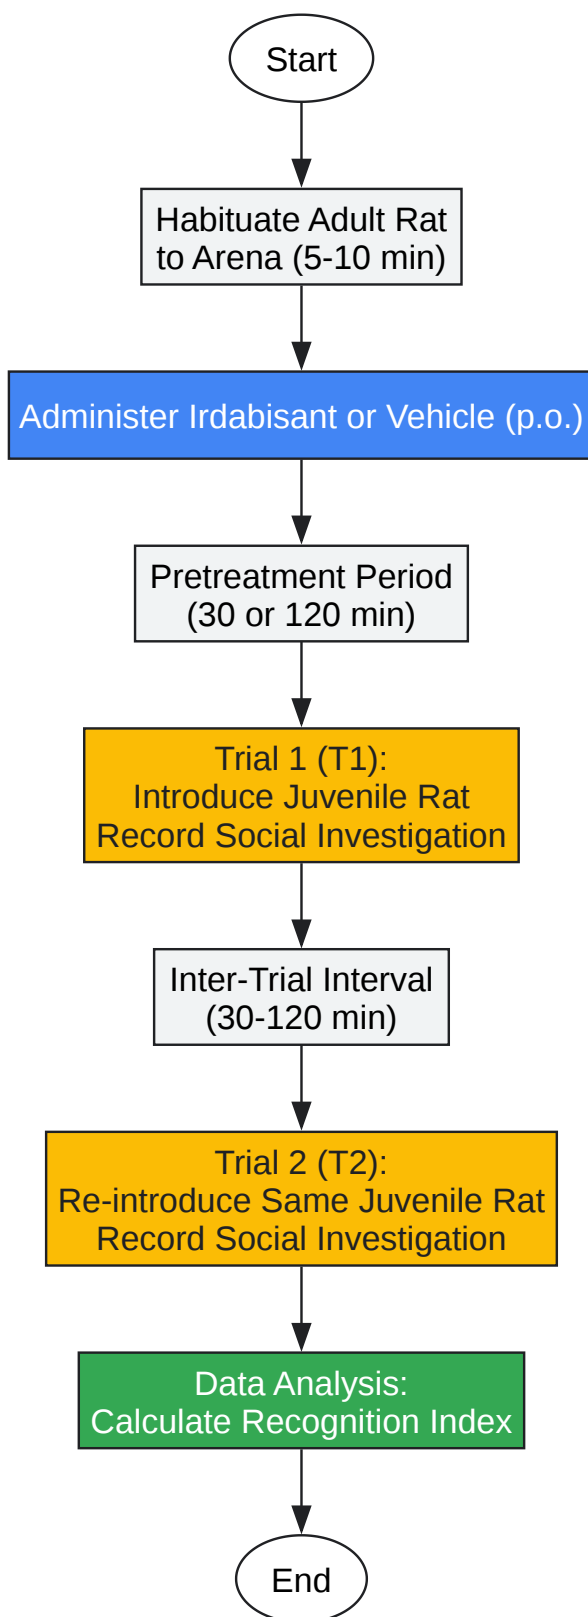 Start
Habituate Adult Rat
to Arena (5-10 min)
Administer Irdabisant or Vehicle (p.o.)
Pretreatment Period
(30 or 120 min)
Trial 1 (T1):
Introduce Juvenile Rat
Record Social Investigation
Inter-Trial Interval
(30-120 min)
Trial 2 (T2):
Re-introduce Same Juvenile Rat
Record Social Investigation
Data Analysis:
Calculate Recognition Index
End